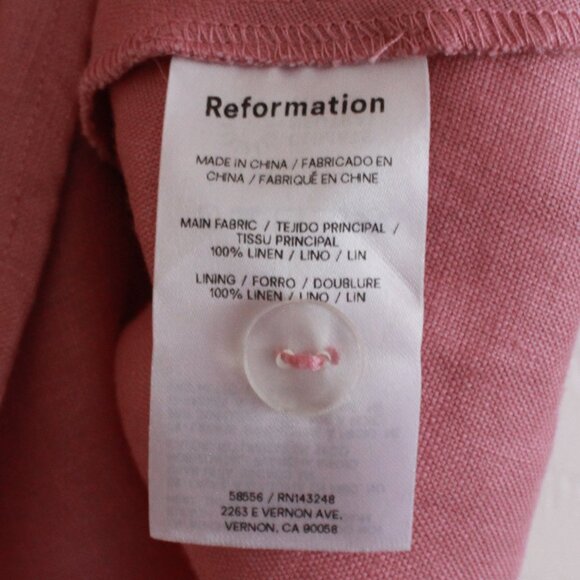 Reformation
MADE IN CHINA / FABRICADO EN
CHINA / FABRIQUÉ EN CHINE
MAIN FABRIC / TEJIDO PRINCIPAL /
TISSU PRINCIPAL
100% LINEN / LINO / LIN
LINING / FORRO / DOUBLURE
100% LINEN / LINO / LIN
58556 / RN143248
2263 E VERNON AVE.
VERNON, CA 90058